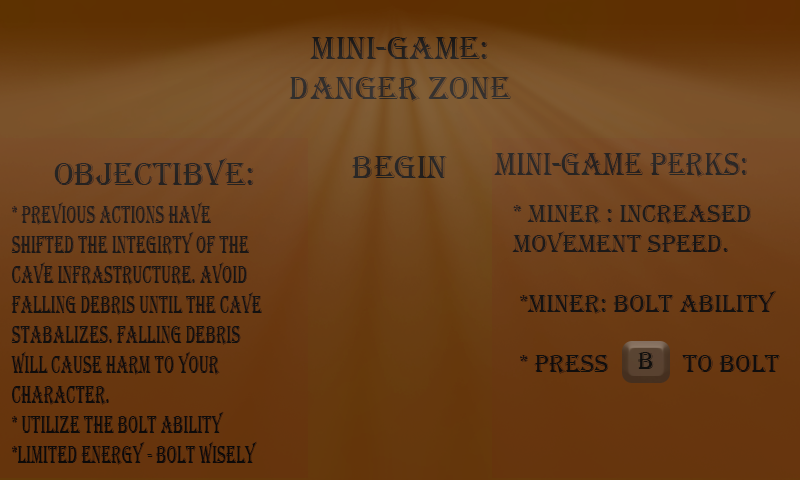 MINI-GAME:
DANGER ZONE
OBJECTIBVE:
* PREVIOUS ACTIONS HAVE
SHIFTED THE INTEGIRTY OF THE
CAVE INFRASTRUCTURE. AVOID
FALLING DEBRIS UNTIL THE CAVE
STABALIZES. FALLING DEBRIS
WILL CAUSE HARM TO YOUR
CHARACTER.
* UTILIZE THE BOLT ABILITY
*LIMITED ENERGY - BOLT WISELY
BEGIN
MINI-GAME PERKS:
* MINER : INCREASED
MOVEMENT SPEED.
*MINER: BOLT ABILITY
* PRESS B TO BOLT